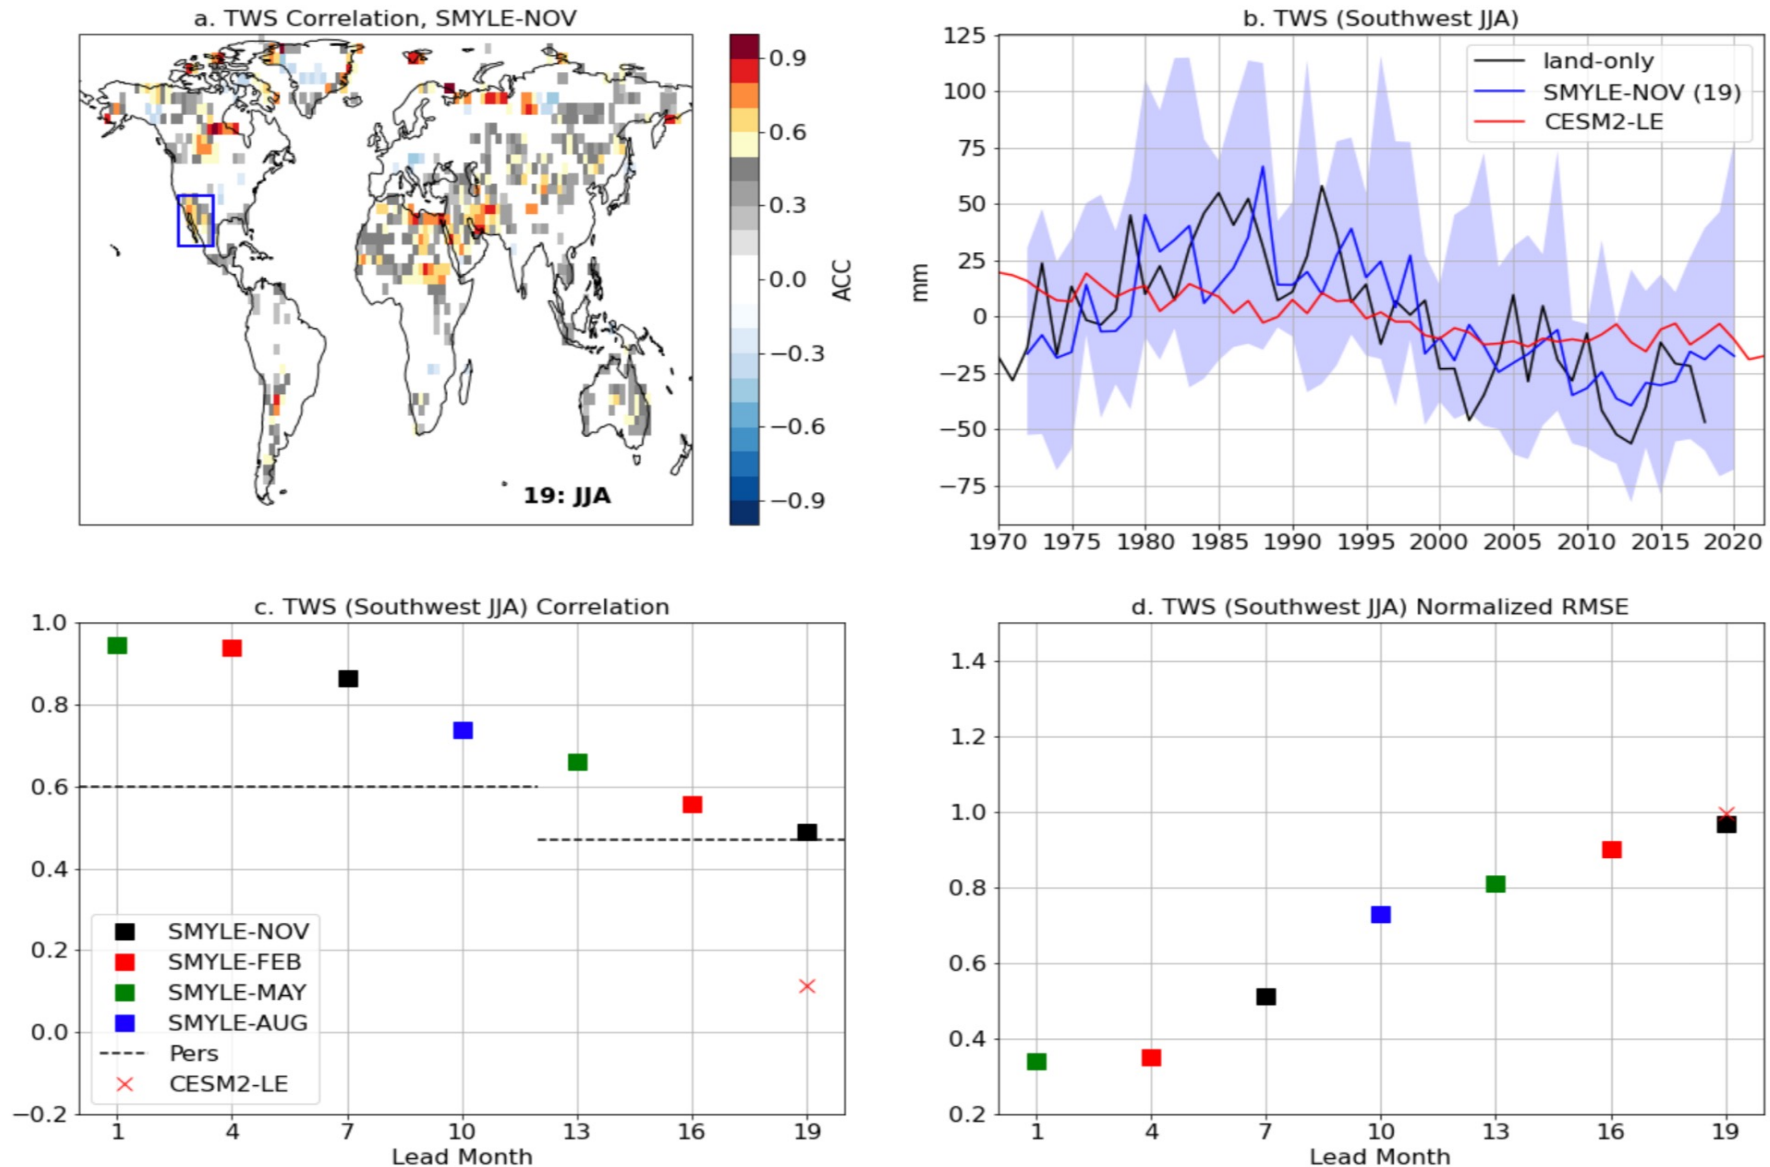 a. TWS Correlation, SMYLE-NOV
0.9
0.6
0.3
0.0
−0.3
−0.6
−0.9
ACC
19: JJA
b. TWS (Southwest JJA)
125
100
75
50
25
0
−25
−50
−75
mm
land-only
SMYLE-NOV (19)
CESM2-LE
1970 1975 1980 1985 1990 1995 2000 2005 2010 2015 2020
c. TWS (Southwest JJA) Correlation
1.0
0.8
0.6
0.4
0.2
0.0
−0.2
SMYLE-NOV
SMYLE-FEB
SMYLE-MAY
SMYLE-AUG
Pers
CESM2-LE
1 4 7 10 13 16 19
Lead Month
d. TWS (Southwest JJA) Normalized RMSE
1.4
1.2
1.0
0.8
0.6
0.4
0.2
1 4 7 10 13 16 19
Lead Month